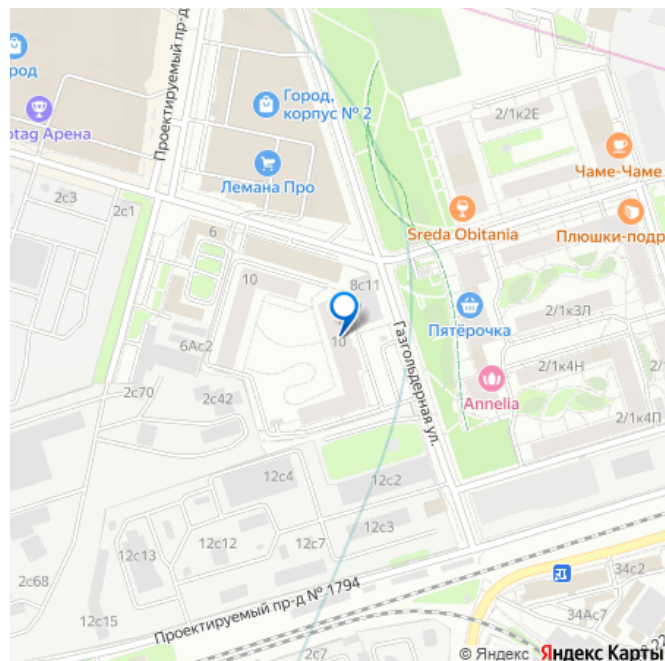 Проектируемый пр-д
Город,
корпус № 2
род
otag Арена
Лемана Про
2/1к2Е
Чаме-Чаме
Sreda Obitania
Плюшки-подр
2с3
2с1
6
10
8с11
10
Газгольдерная ул.
Пятёрочка
2/1к3Л
6Ас2
2/1к4Н
Annelia
2с70
2с42
2/1к4П
12с4
12с2
12с3
12с13
12с12
12с7
2с68
12с15
Проектируемый пр-д № 1794
34с2
34Ас7
2с7
© Яндекс Яндекс Карты